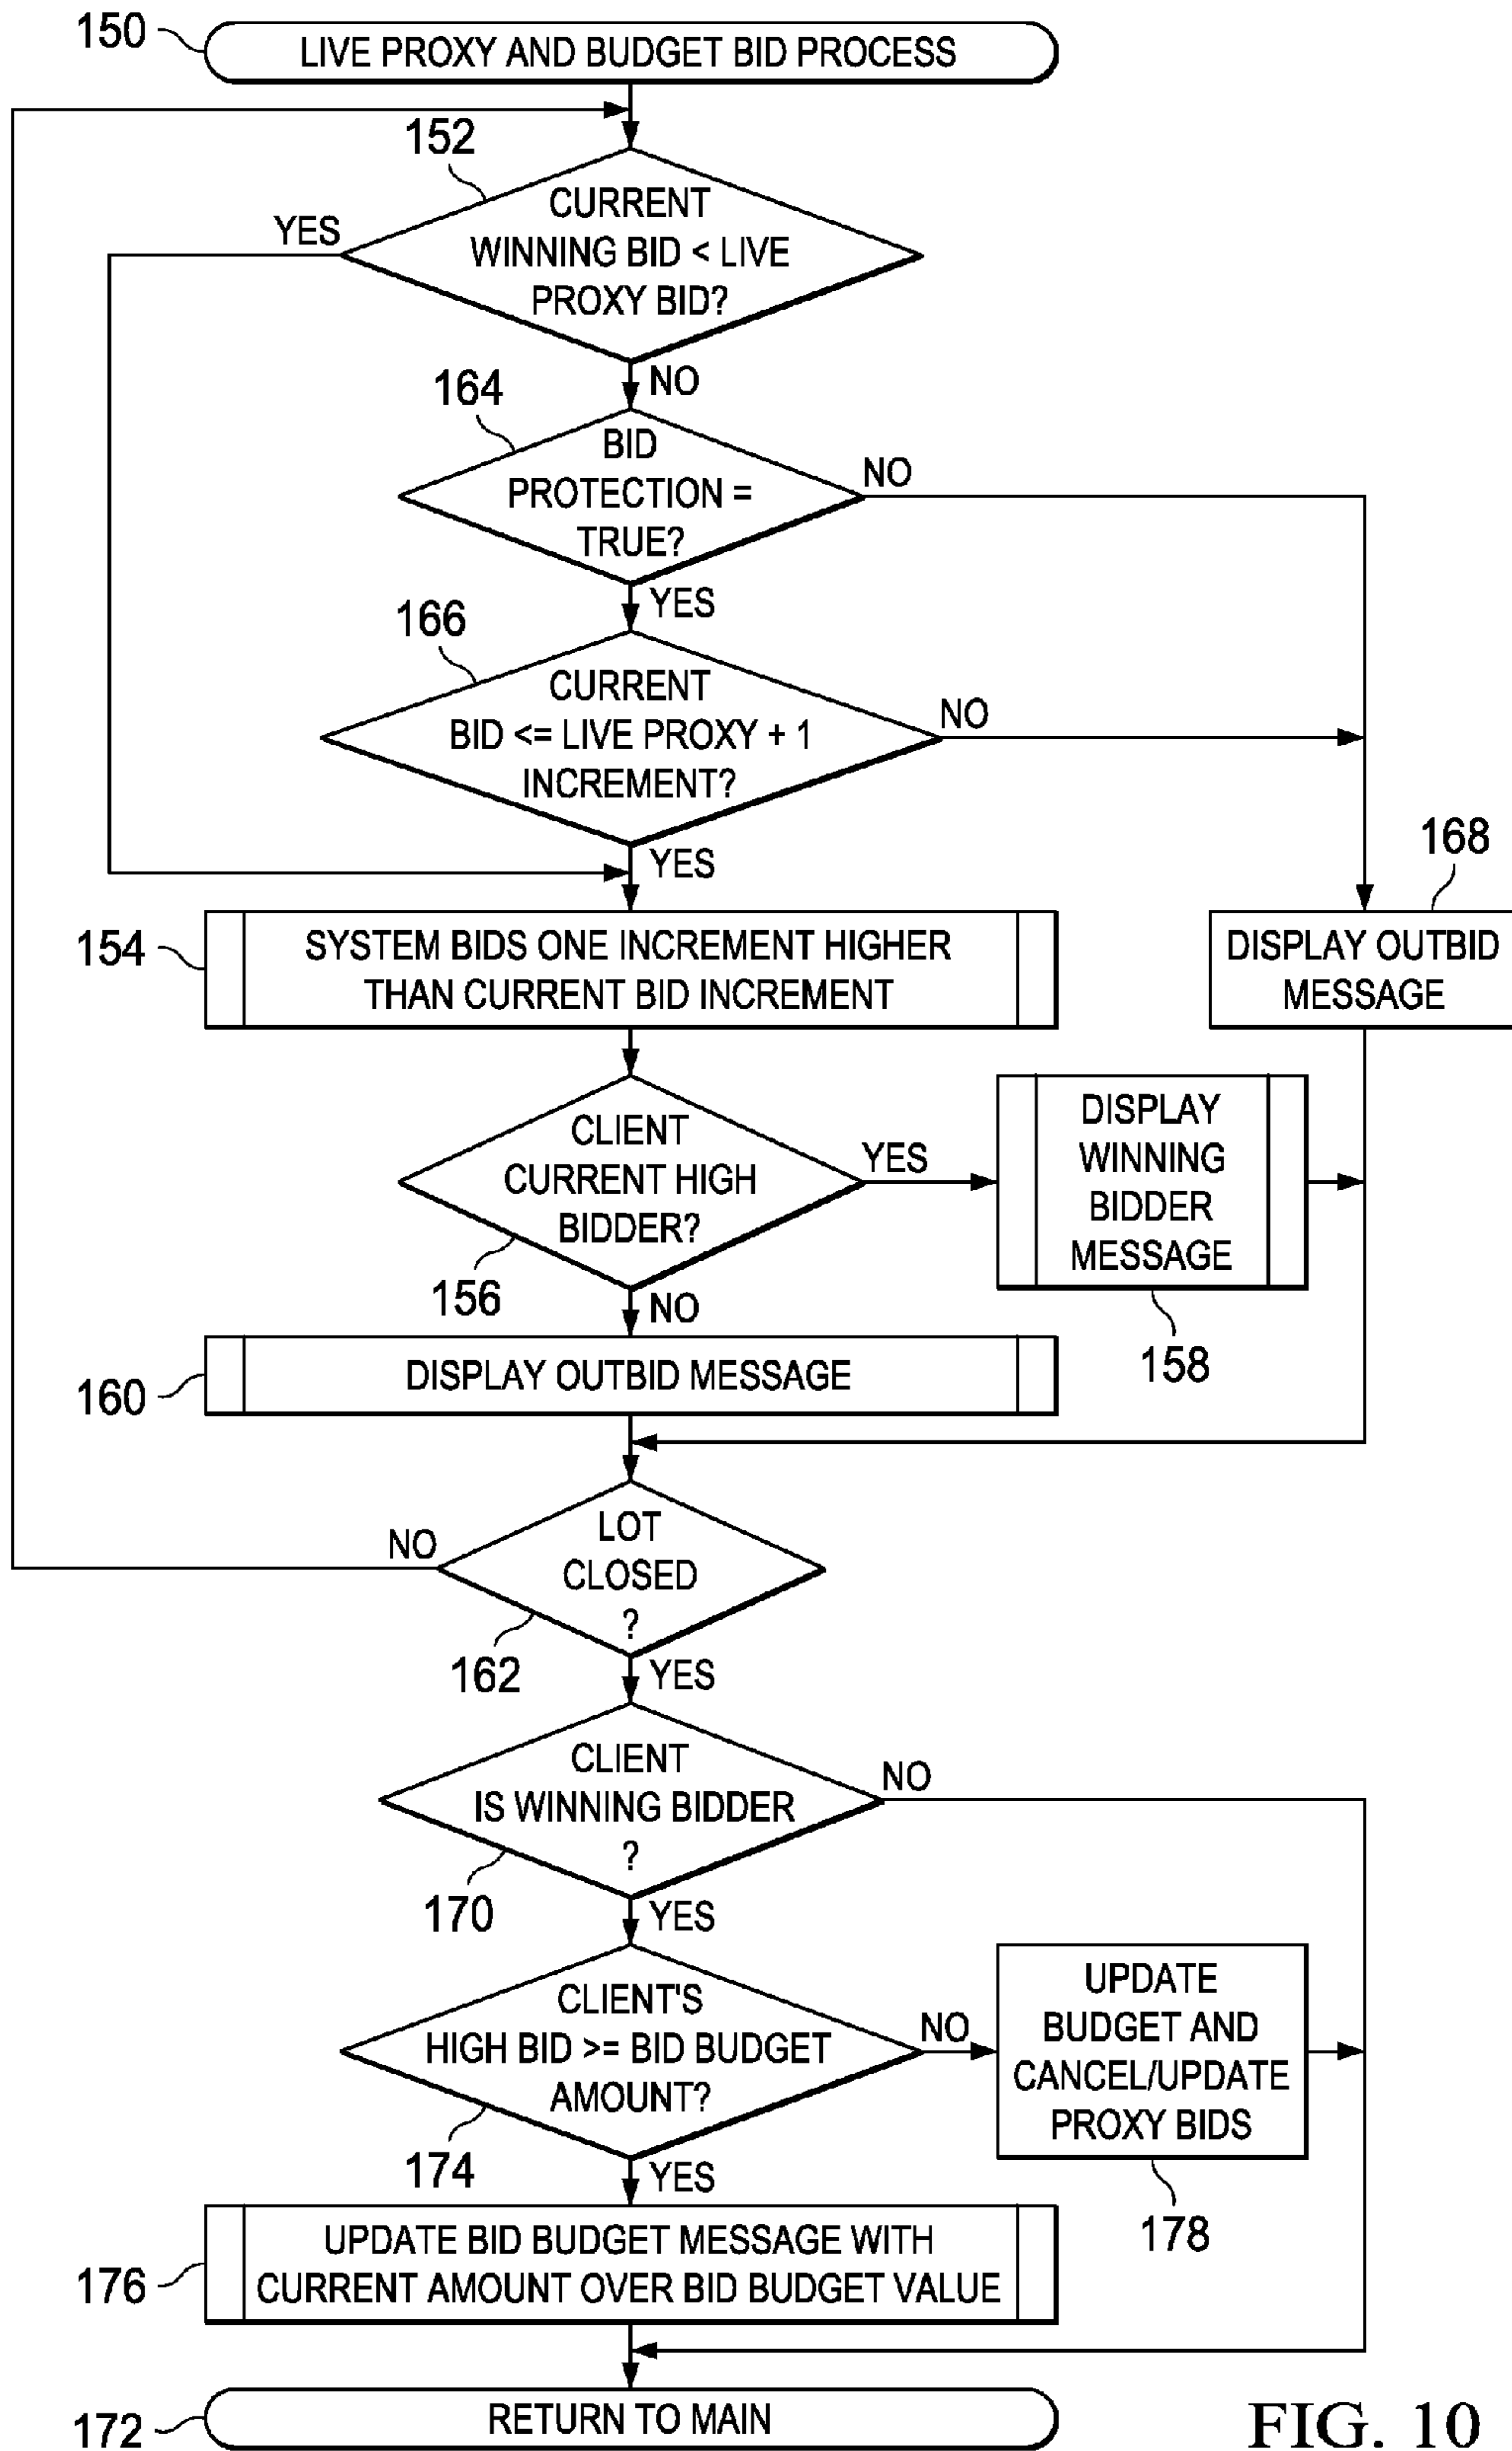 150
LIVE PROXY AND BUDGET BID PROCESS
152
CURRENT
WINNING BID < LIVE
PROXY BID?
YES
NO
164
BID
PROTECTION =
TRUE?
NO
YES
166
CURRENT
BID <= LIVE PROXY + 1
INCREMENT?
NO
YES
168
154
SYSTEM BIDS ONE INCREMENT HIGHER
THAN CURRENT BID INCREMENT
DISPLAY OUTBID
MESSAGE
CLIENT
CURRENT HIGH
BIDDER?
156
YES
NO
DISPLAY
WINNING
BIDDER
MESSAGE
158
160
DISPLAY OUTBID MESSAGE
LOT
CLOSED
?
NO
162
YES
CLIENT
IS WINNING BIDDER
?
NO
170
YES
CLIENT'S
HIGH BID >= BID BUDGET
AMOUNT?
NO
174
YES
UPDATE
BUDGET AND
CANCEL/UPDATE
PROXY BIDS
178
176
UPDATE BID BUDGET MESSAGE WITH
CURRENT AMOUNT OVER BID BUDGET VALUE
172
RETURN TO MAIN
FIG. 10